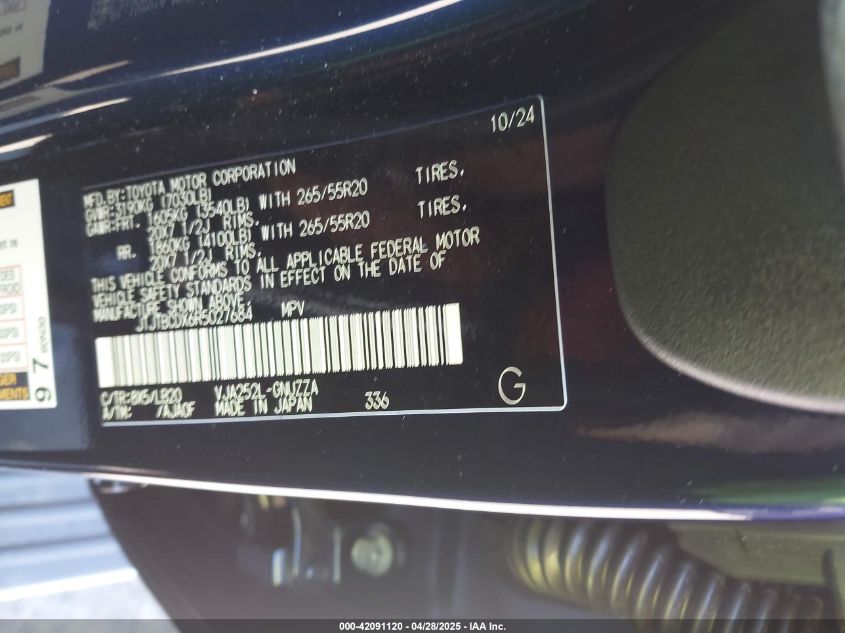 10/24
MFD.BY:TOYOTA MOTOR CORPORATION
GVWR:3190KG (7030LB)
GAWR:FRT. 1605KG (3540LB) WITH 265/55R20 TIRES,
20X7 1/2J RIMS.
RR. 1860KG (4100LB) WITH 265/55R20 TIRES,
20X7 1/2J RIMS.
THIS VEHICLE CONFORMS TO ALL APPLICABLE FEDERAL MOTOR
VEHICLE SAFETY STANDARDS IN EFFECT ON THE DATE OF
MANUFACTURE SHOWN ABOVE.
JTJTBCDX6R5027684 MPV
C/TR:8X5/LB20 VJA252L-GNUZZA
A/TM: /AJA0F MADE IN JAPAN 336
G
000-42091120 - 04/28/2025 - IAA Inc.